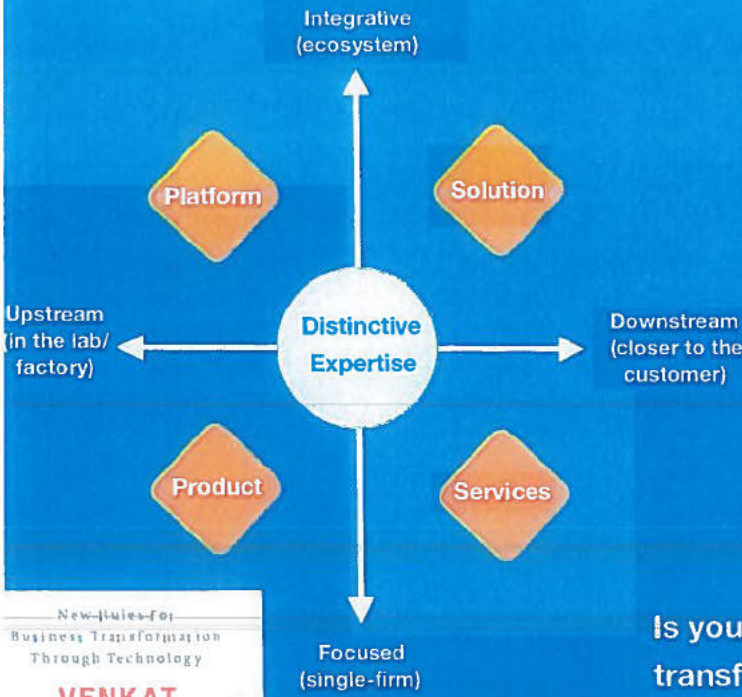 Integrative
(ecosystem)
Platform
Solution
Upstream
(in the lab/
factory)
Distinctive
Expertise
Downstream
(closer to the
customer)
Product
Services
New Rules for
Business Transformation
Through Technology
VENKAT
Focused
(single-firm)
Is you
transf